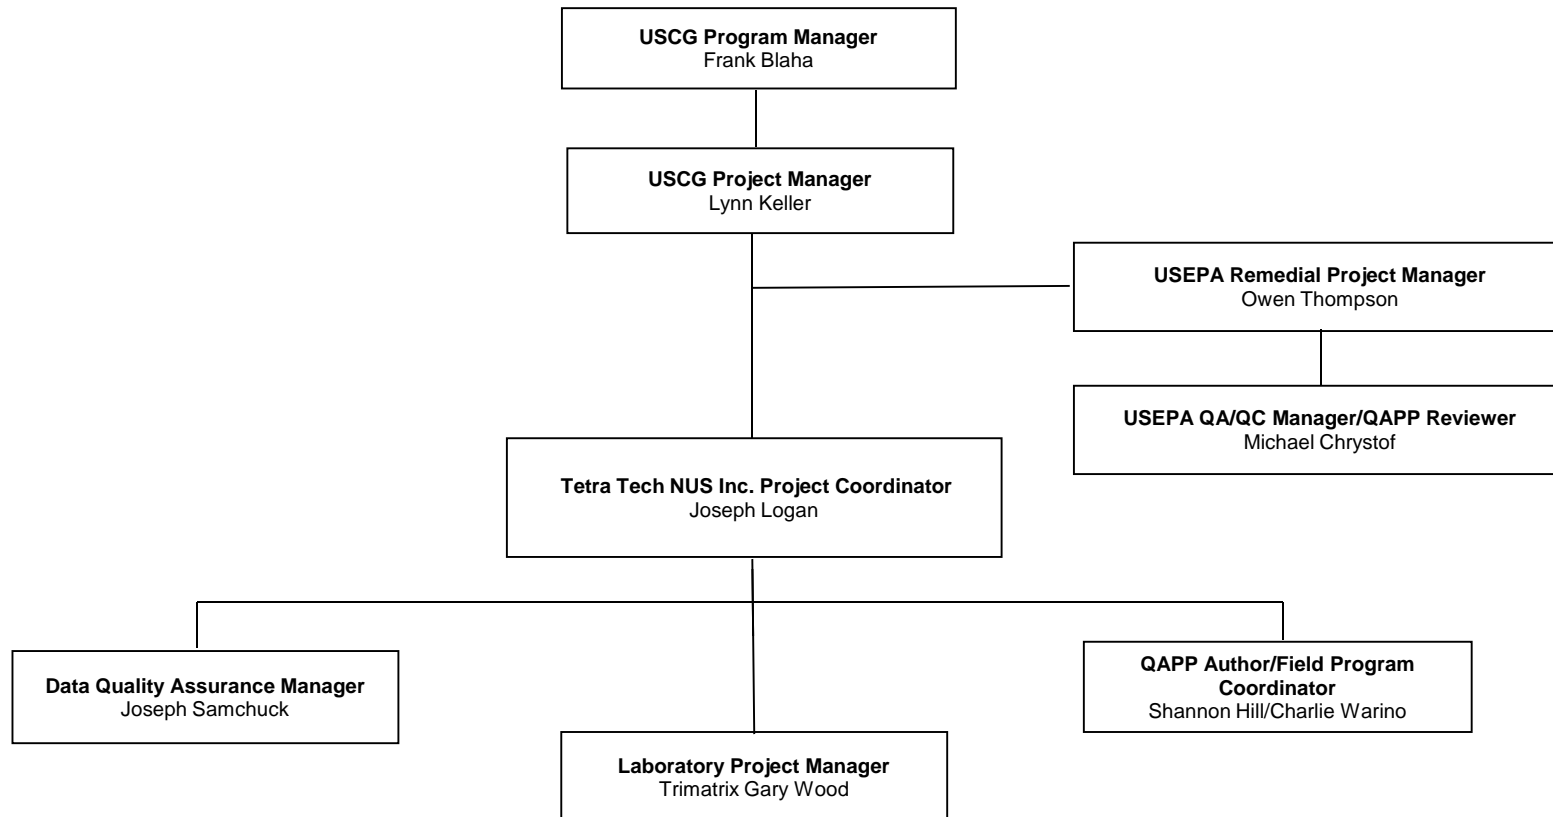 USCG Program Manager
Frank Blaha
USCG Project Manager
Lynn Keller
USEPA Remedial Project Manager
Owen Thompson
USEPA QA/QC Manager/QAPP Reviewer
Michael Chrystof
Tetra Tech NUS Inc. Project Coordinator
Joseph Logan
Data Quality Assurance Manager
Joseph Samchuck
Laboratory Project Manager
Trimatrix Gary Wood
QAPP Author/Field Program
Coordinator
Shannon Hill/Charlie Warino